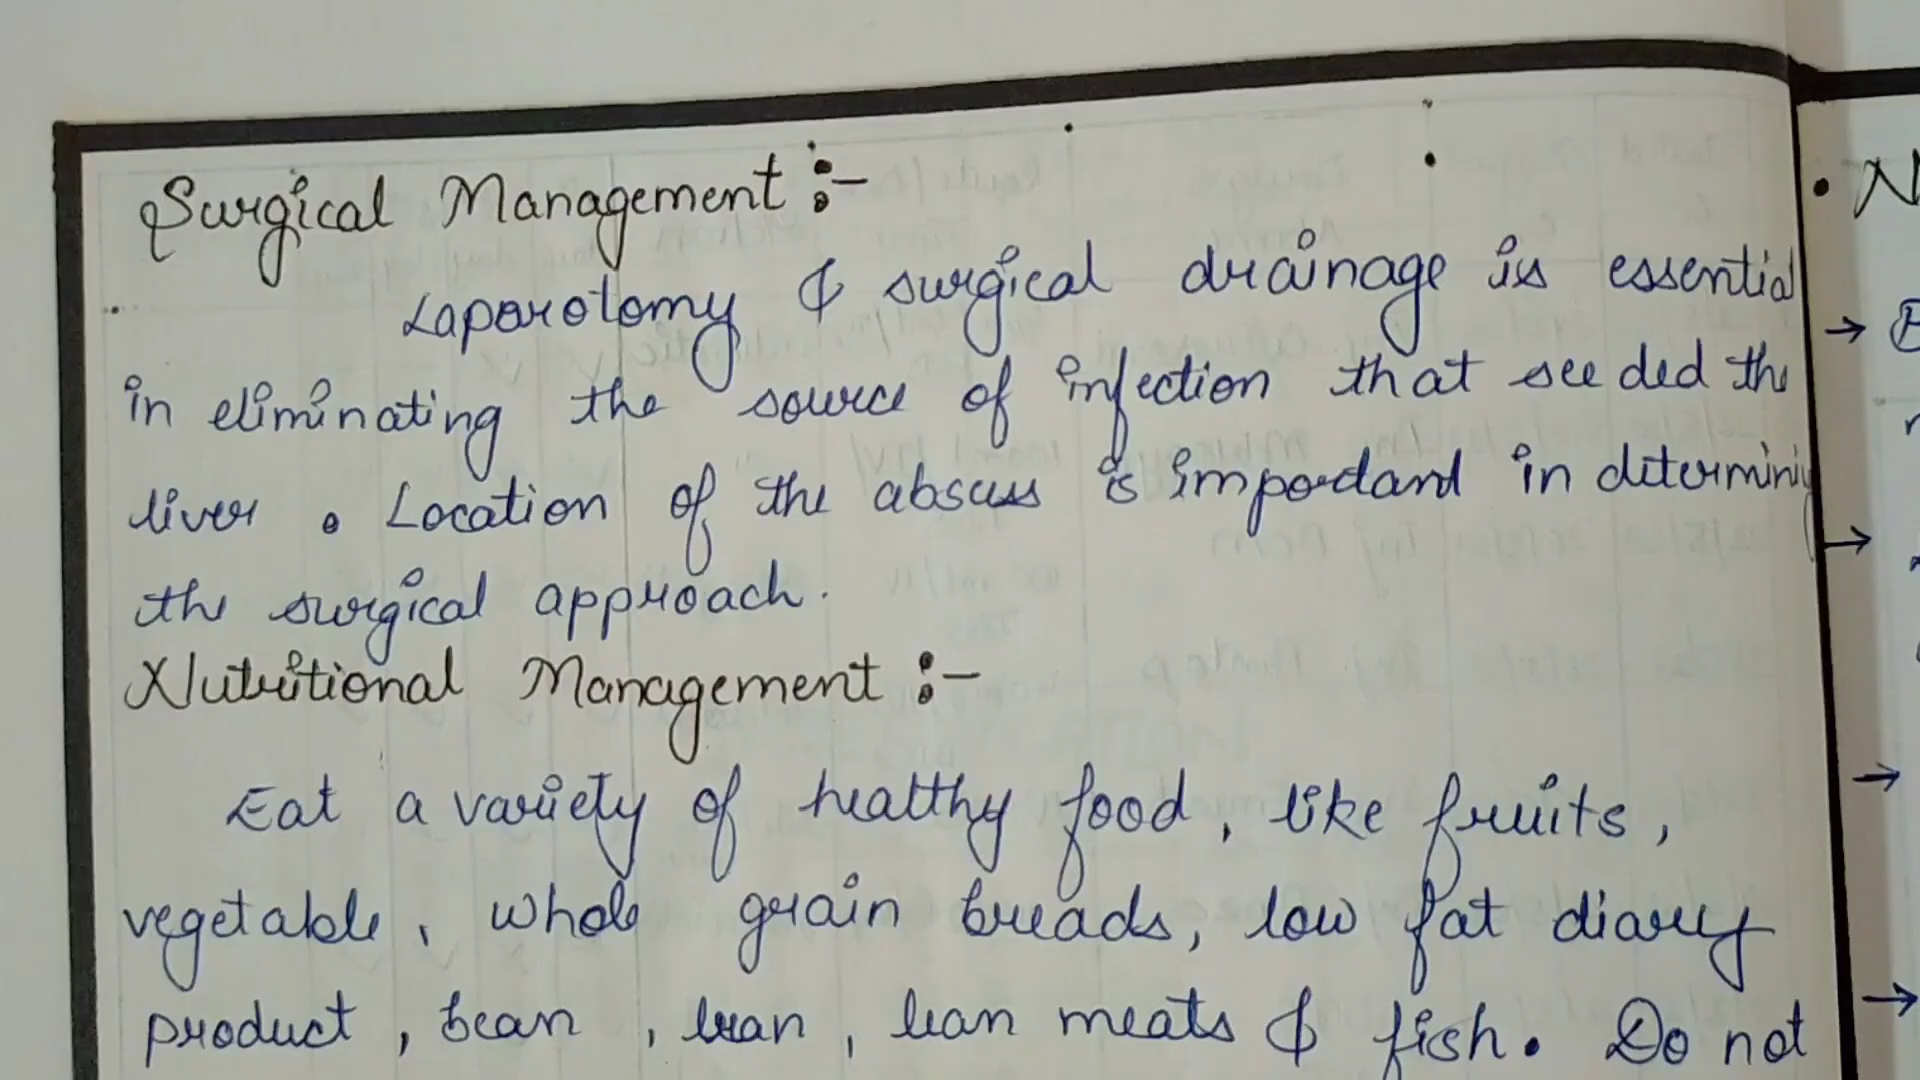 Surgical Management :-
Laparotomy & surgical drainage is essential
in eliminating the source of infection that seeded the
liver . Location of the abscess is important in determining
the surgical approach.
Nutritional Management :-
Eat a variety of healthy food, like fruits,
vegetable, whole grain breads, low fat diary
product, bean, lean meats & fish. Do not